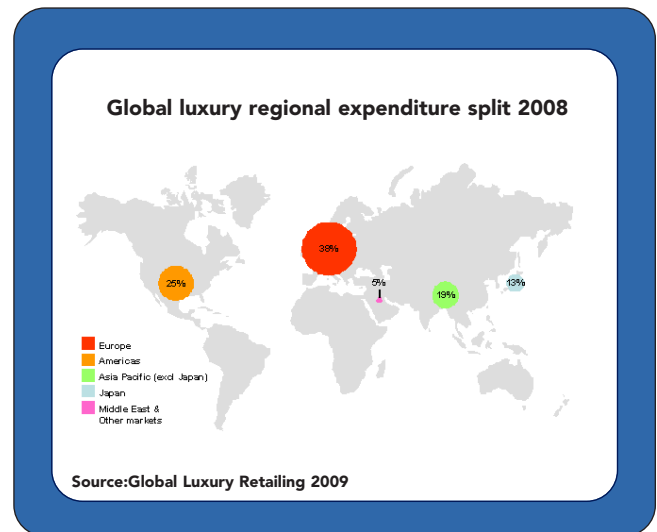 Global luxury regional expenditure split 2008
38%
25%
5%
19%
13%
Europe
Americas
Asia Pacific (excl Japan)
Japan
Middle East &
Other markets
Source:Global Luxury Retailing 2009